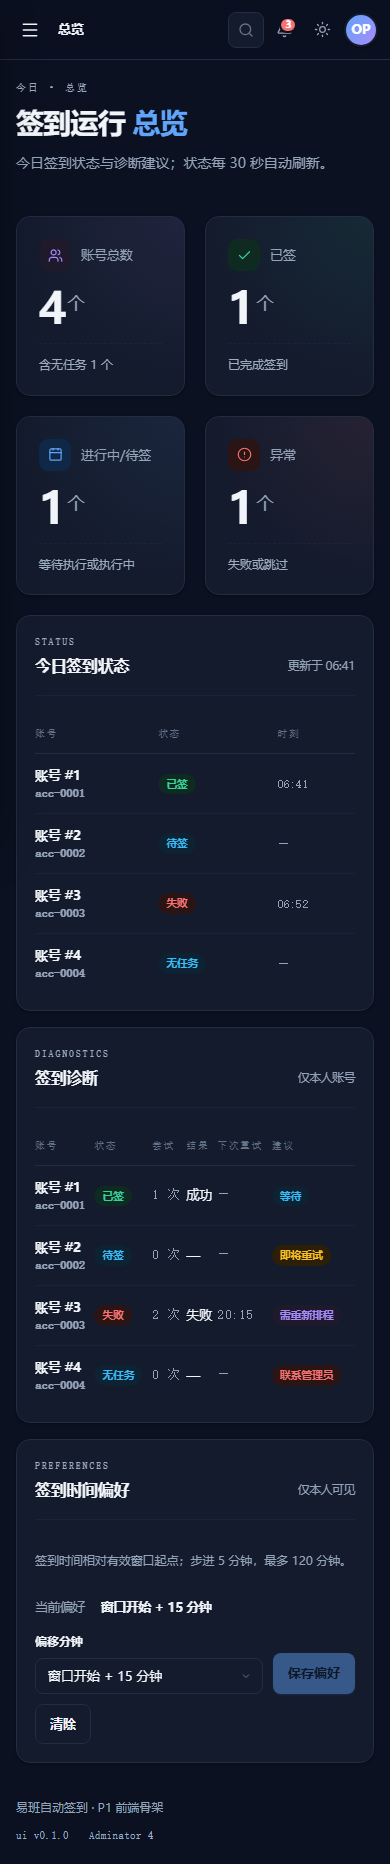 总览
3
OP
今日 · 总览
签到运行 总览
今日签到状态与诊断建议；状态每 30 秒自动刷新。
账号总数
4个
含无任务 1 个
已签
1个
已完成签到
进行中/待签
1个
等待执行或执行中
异常
1个
失败或跳过
STATUS
今日签到状态 更新于 06:41
账号 状态 时刻
账号 #1 已签 06:41
acc-0001
账号 #2 待签 —
acc-0002
账号 #3 失败 06:52
acc-0003
账号 #4 无任务 —
acc-0004
DIAGNOSTICS
签到诊断 仅本人账号
账号 状态 尝试 结果 下次重试 建议
账号 #1 已签 1 次 成功 — 等待
acc-0001
账号 #2 待签 0 次 — — 即将重试
acc-0002
账号 #3 失败 2 次 失败 20:15 需重新排程
acc-0003
账号 #4 无任务 0 次 — — 联系管理员
acc-0004
PREFERENCES
签到时间偏好 仅本人可见
签到时间相对有效窗口起点；步进 5 分钟，最多 120 分钟。
当前偏好 窗口开始 + 15 分钟
偏移分钟
窗口开始 + 15 分钟 保存偏好
清除
易班自动签到 · P1 前端骨架
ui v0.1.0 Adminator 4